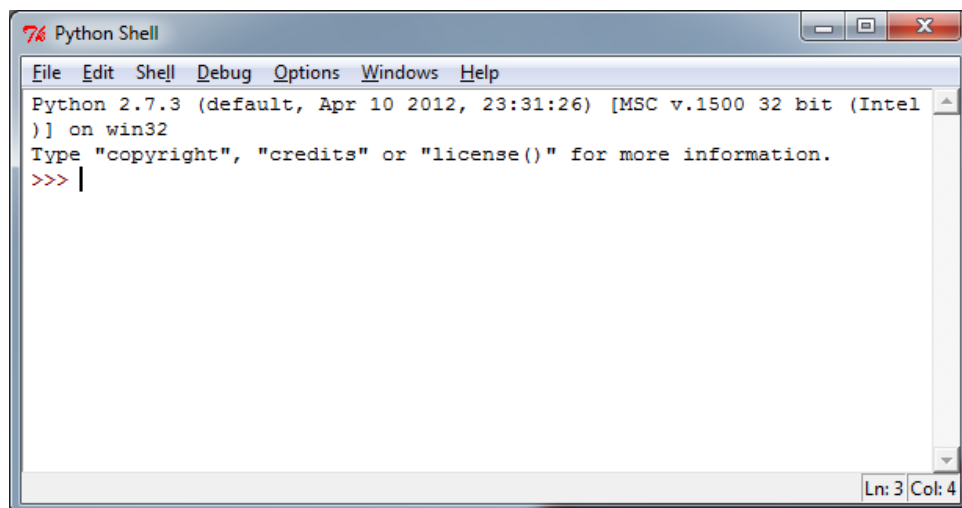 Python Shell
File Edit Shell Debug Options Windows Help
Python 2.7.3 (default, Apr 10 2012, 23:31:26) [MSC v.1500 32 bit (Intel
)] on win32
Type "copyright", "credits" or "license()" for more information.
>>>
Ln: 3 Col: 4